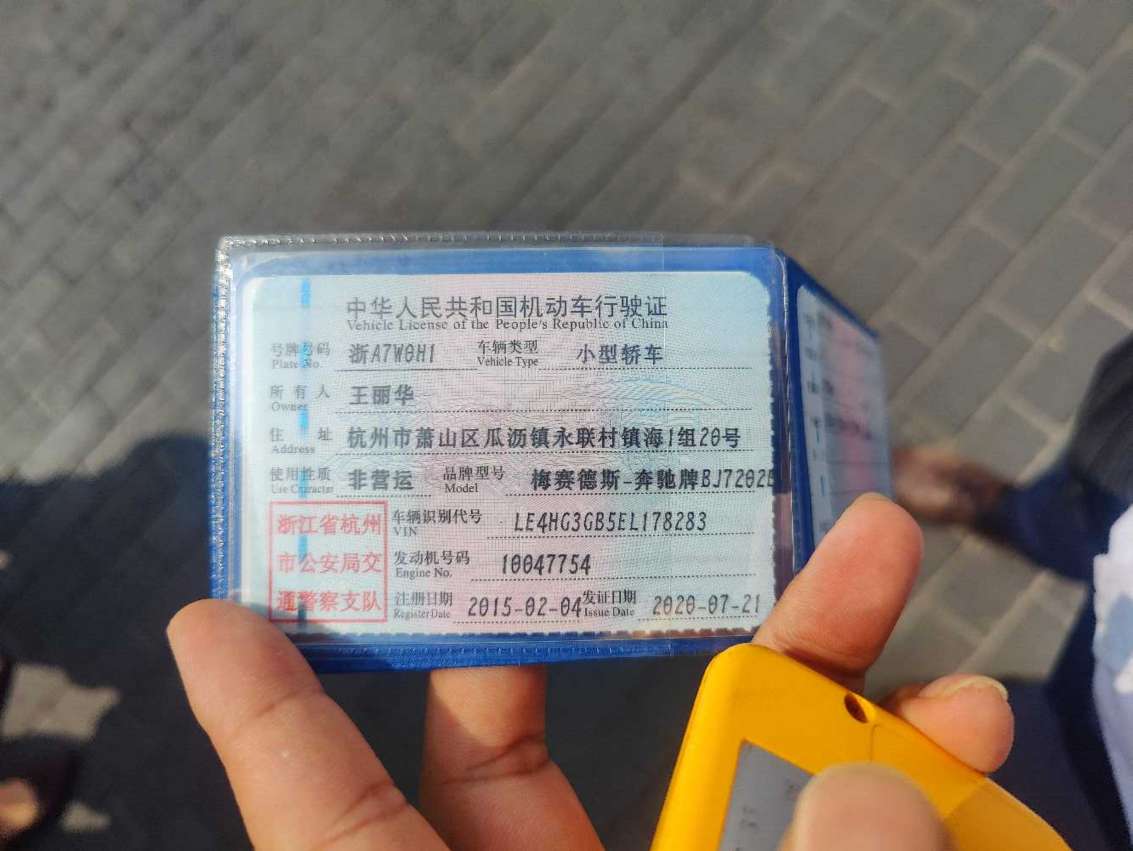 中华人民共和国机动车行驶证
Vehicle License of the People's Republic of China
号牌号码 浙A7W0H1 车辆类型 小型轿车
Plate No. Vehicle Type
所有人 王丽华
Owner
住址 杭州市萧山区瓜沥镇永联村镇海1组20号
Address
使用性质 非营运 品牌型号 梅赛德斯-奔驰牌BJ7202
Use Character Model
浙江省杭州
市公安局交
通警察支队
车辆识别代号 LE4HG3GB5EL178283
VIN
发动机号码 10047754
Engine No.
注册日期 2015-02-04 发证日期 2020-07-21
Register Date Issue Date